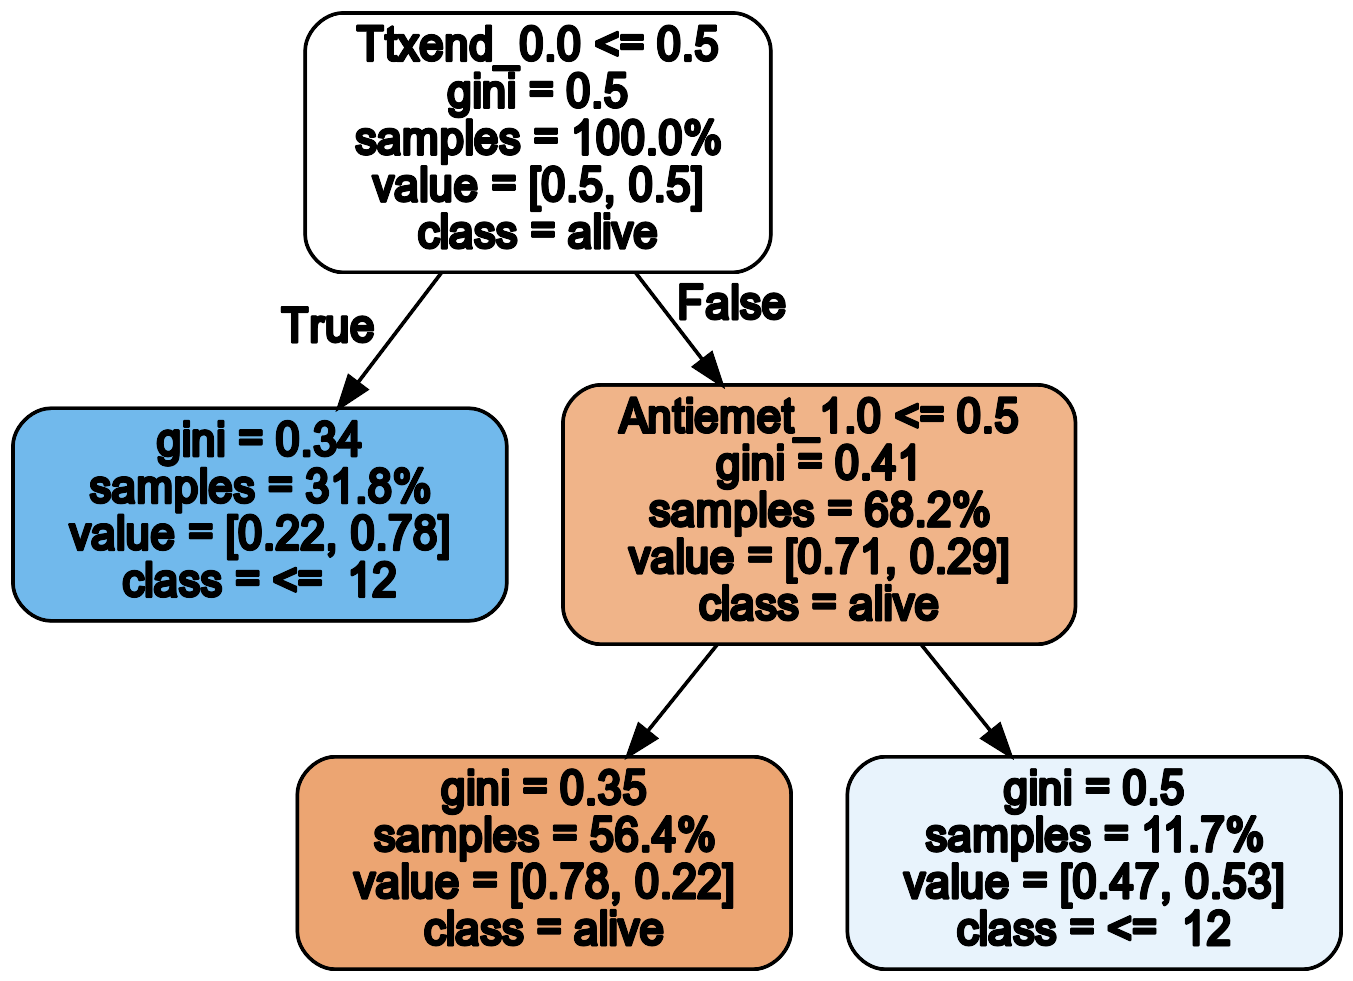 Ttxend_0.0 <= 0.5
gini = 0.5
samples = 100.0%
value = [0.5, 0.5]
class = alive
True
False
gini = 0.34
samples = 31.8%
value = [0.22, 0.78]
class = <=  12
Antiemet_1.0 <= 0.5
gini = 0.41
samples = 68.2%
value = [0.71, 0.29]
class = alive
gini = 0.35
samples = 56.4%
value = [0.78, 0.22]
class = alive
gini = 0.5
samples = 11.7%
value = [0.47, 0.53]
class = <=  12